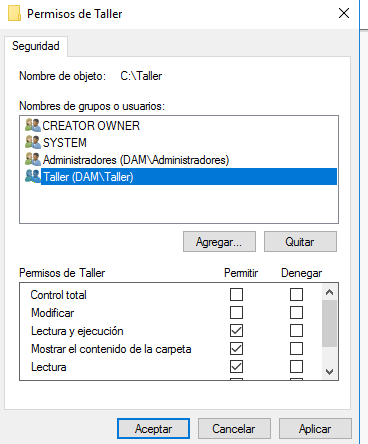 Permisos de Taller
Seguridad
Nombre de objeto: C:\Taller
Nombres de grupos o usuarios:
CREATOR OWNER
SYSTEM
Administradores (DAM\Administradores)
Taller (DAM\Taller)
Agregar... Quitar
Permisos de Taller Permitir Denegar
Control total
Modificar
Lectura y ejecución
Mostrar el contenido de la carpeta
Lectura
Aceptar Cancelar Aplicar